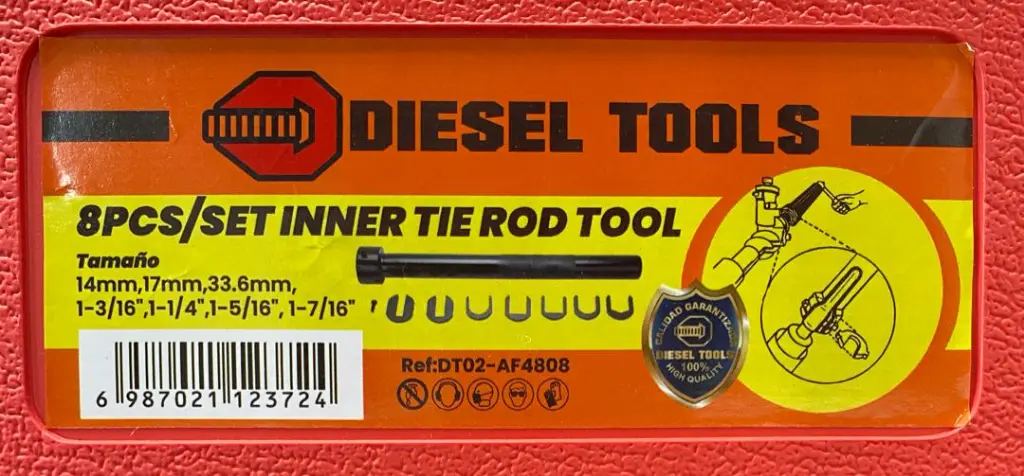 DIESEL TOOLS
8PCS/SET INNER TIE ROD TOOL
Tamaño
14mm,17mm,33.6mm,
1-3/16",1-1/4",1-5/16", 1-7/16"
Ref:DT02-AF4808
6 987021 123724
CALIDAD GARANTIZADA
DIESEL TOOLS
100%
HIGH QUALITY